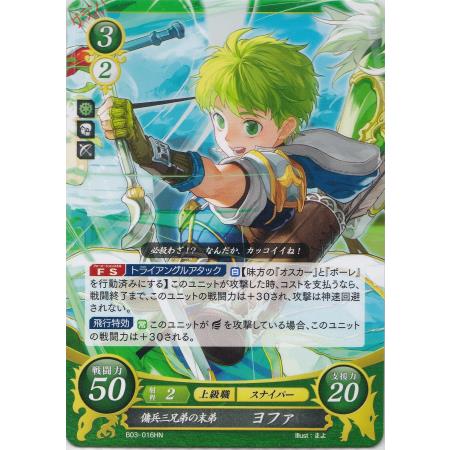 3
2
必殺わざ!? なんだか、カッコイイね!
FS トライアングルアタック 自【味方の『オスカー』と『ボーレ』
を行動済みにする】このユニットが攻撃した時、コストを支払うなら、
戦闘終了まで、このユニットの戦闘力は+30され、攻撃は神速回避
されない。
飛行特効 常 このユニットが を攻撃している場合、このユニット
の戦闘力は+30される。
戦闘力
50
射程 2 上級職 スナイパー
支援力
20
傭兵三兄弟の末弟 ヨファ
B03-016HN
Illust:まよ